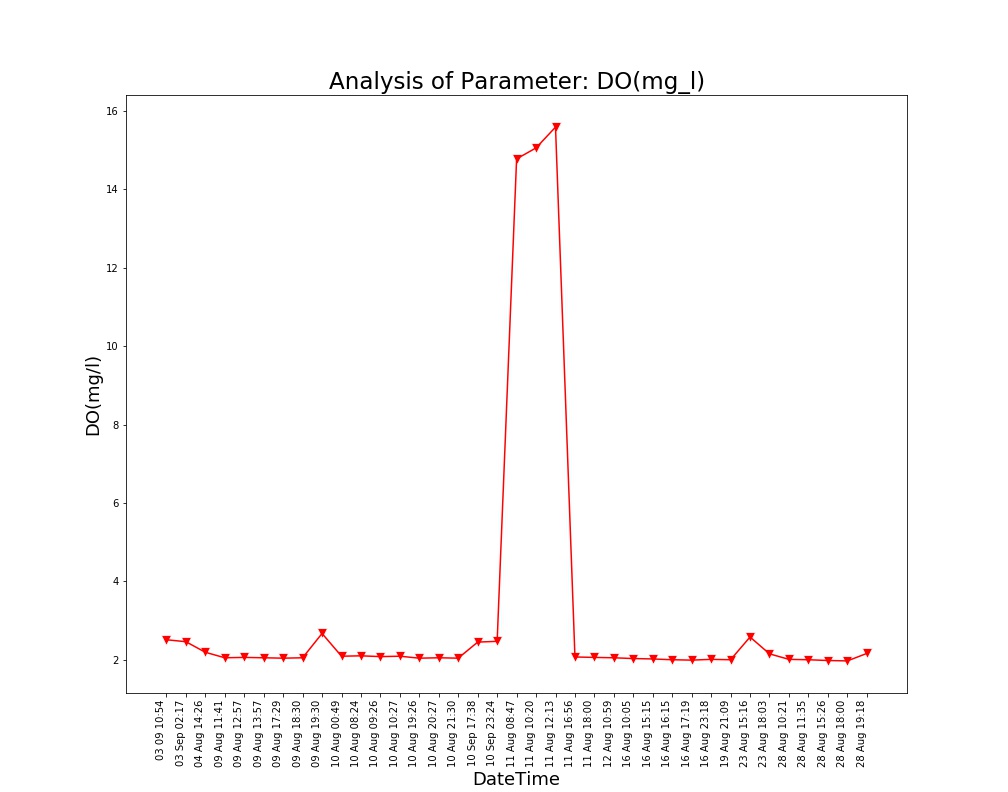 Analysis of Parameter: DO(mg_l)
DO(mg/l)
16
14
12
10
8
6
4
2
03 09 10:54
03 Sep 02:17
04 Aug 14:26
09 Aug 11:41
09 Aug 12:57
09 Aug 13:57
09 Aug 17:29
09 Aug 18:30
09 Aug 19:30
10 Aug 00:49
10 Aug 08:24
10 Aug 09:26
10 Aug 10:27
10 Aug 19:26
10 Aug 20:27
10 Aug 21:30
10 Sep 17:38
10 Sep 23:24
11 Aug 08:47
11 Aug 10:20
11 Aug 12:13
11 Aug 16:56
11 Aug 18:00
12 Aug 10:59
16 Aug 10:05
16 Aug 15:15
16 Aug 16:15
16 Aug 17:19
16 Aug 23:18
19 Aug 21:09
23 Aug 15:16
23 Aug 18:03
28 Aug 10:21
28 Aug 11:35
28 Aug 15:26
28 Aug 18:00
28 Aug 19:18
DateTime